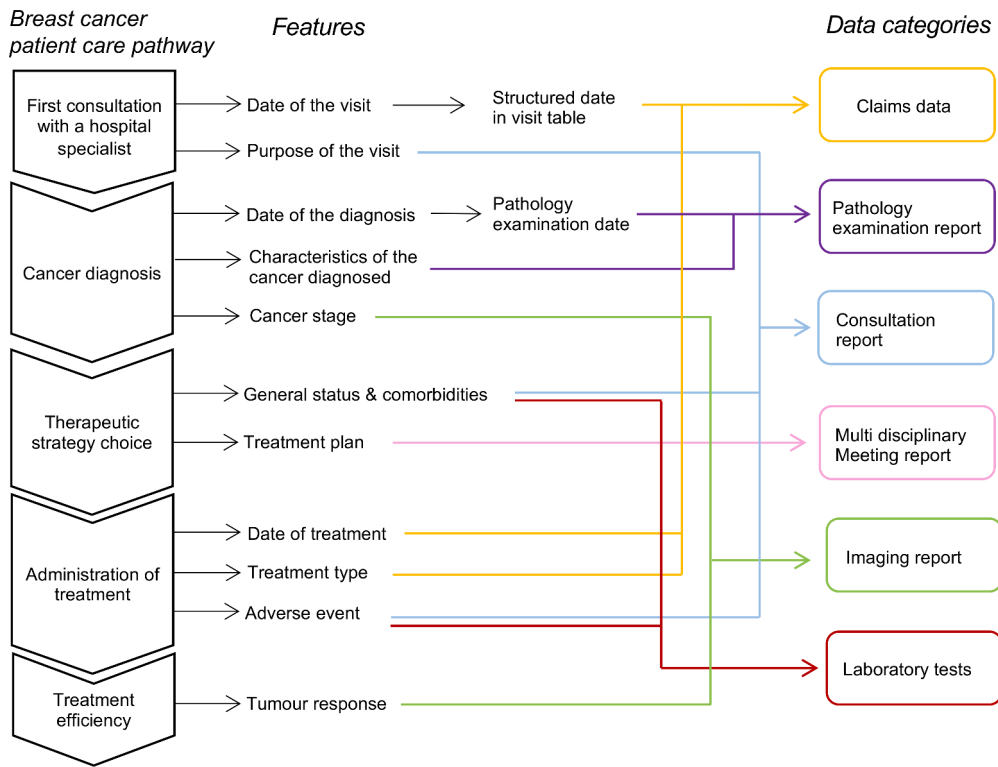 Breast cancer
patient care pathway
Features
Data categories
First consultation
with a hospital
specialist
Date of the visit
Structured date
in visit table
Claims data
Purpose of the visit
Cancer diagnosis
Date of the diagnosis
Pathology
examination date
Pathology
examination report
Characteristics of the
cancer diagnosed
Cancer stage
Consultation
report
Therapeutic
strategy choice
General status & comorbidities
Treatment plan
Multi disciplinary
Meeting report
Administration of
treatment
Date of treatment
Treatment type
Adverse event
Imaging report
Laboratory tests
Treatment
efficiency
Tumour response